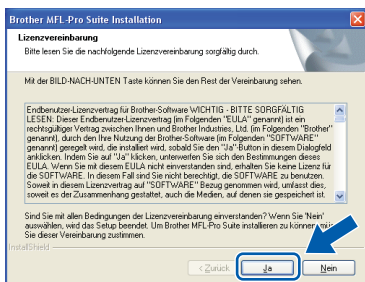 Brother MFL-Pro Suite Installation
Lizenzvereinbarung
Bitte lesen Sie die nachfolgende Lizenzvereinbarung sorgfältig durch.
Mit der BILD-NACH-UNTEN Taste können Sie den Rest der Vereinbarung sehen.
Endbenutzer-Lizenzvertrag für Brother-Software WICHTIG - BITTE SORGFÄLTIG
LESEN: Dieser Endbenutzer-Lizenzvertrag (im Folgenden "EULA" genannt) ist ein
rechtsgültiger Vertrag zwischen Ihnen und Brother Industries, Ltd. (im Folgenden "Brother"
genannt), durch den Ihre Nutzung der Brother-Software (im Folgenden "SOFTWARE"
genannt) geregelt wird, die installiert wird, sobald Sie den "Ja"-Button in diesem Dialogfeld
anklicken. Indem Sie auf "Ja" klicken, unterwerfen Sie sich den Bestimmungen dieses
EULA. Wenn Sie mit diesem EULA nicht einverstanden sind, erhalten Sie keine Lizenz für
die SOFTWARE. In diesem Fall sind Sie nicht berechtigt, die SOFTWARE zu benutzen.
Soweit in diesem Lizenzvertrag auf "SOFTWARE" Bezug genommen wird, umfasst dies,
soweit es der Zusammenhang gestattet, auch die Medien, auf denen sie gespeichert ist.
Sind Sie mit allen Bedingungen der Lizenzvereinbarung einverstanden? Wenn Sie 'Nein'
auswählen, wird das Setup beendet. Um Brother MFL-Pro Suite installieren zu können,
Sie dieser Vereinbarung zustimmen.
InstallShield
< Zurück
Ja
Nein